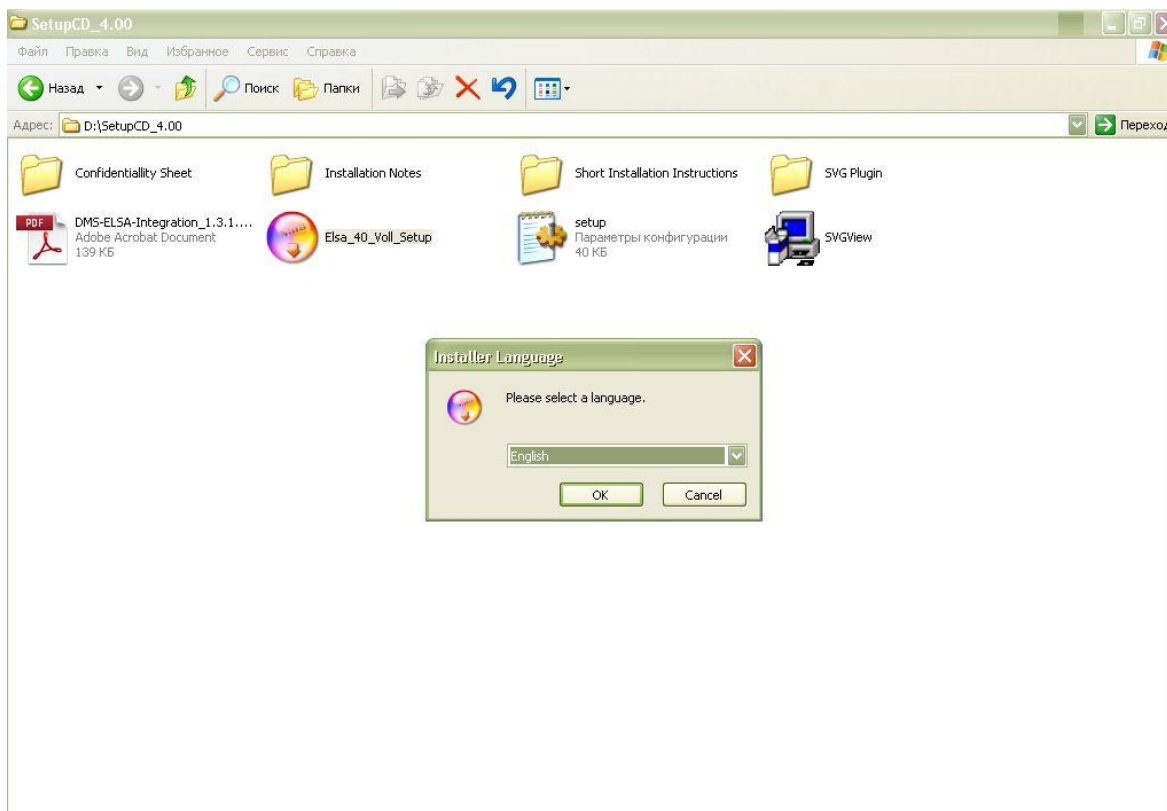 SetupCD_4.00
Файл Правка Вид Избранное Сервис Справка
Назад Поиск Папки
Адрес: D:\SetupCD_4.00 Переход
Confidentiallity Sheet
Installation Notes
Short Installation Instructions
SVG Plugin
PDF
DMS-ELSA-Integration_1.3.1....
Adobe Acrobat Document
139 КБ
Elsa_40_Voll_Setup
setup
Параметры конфигурации
40 КБ
SVGView
Installer Language
Please select a language.
English
OK Cancel